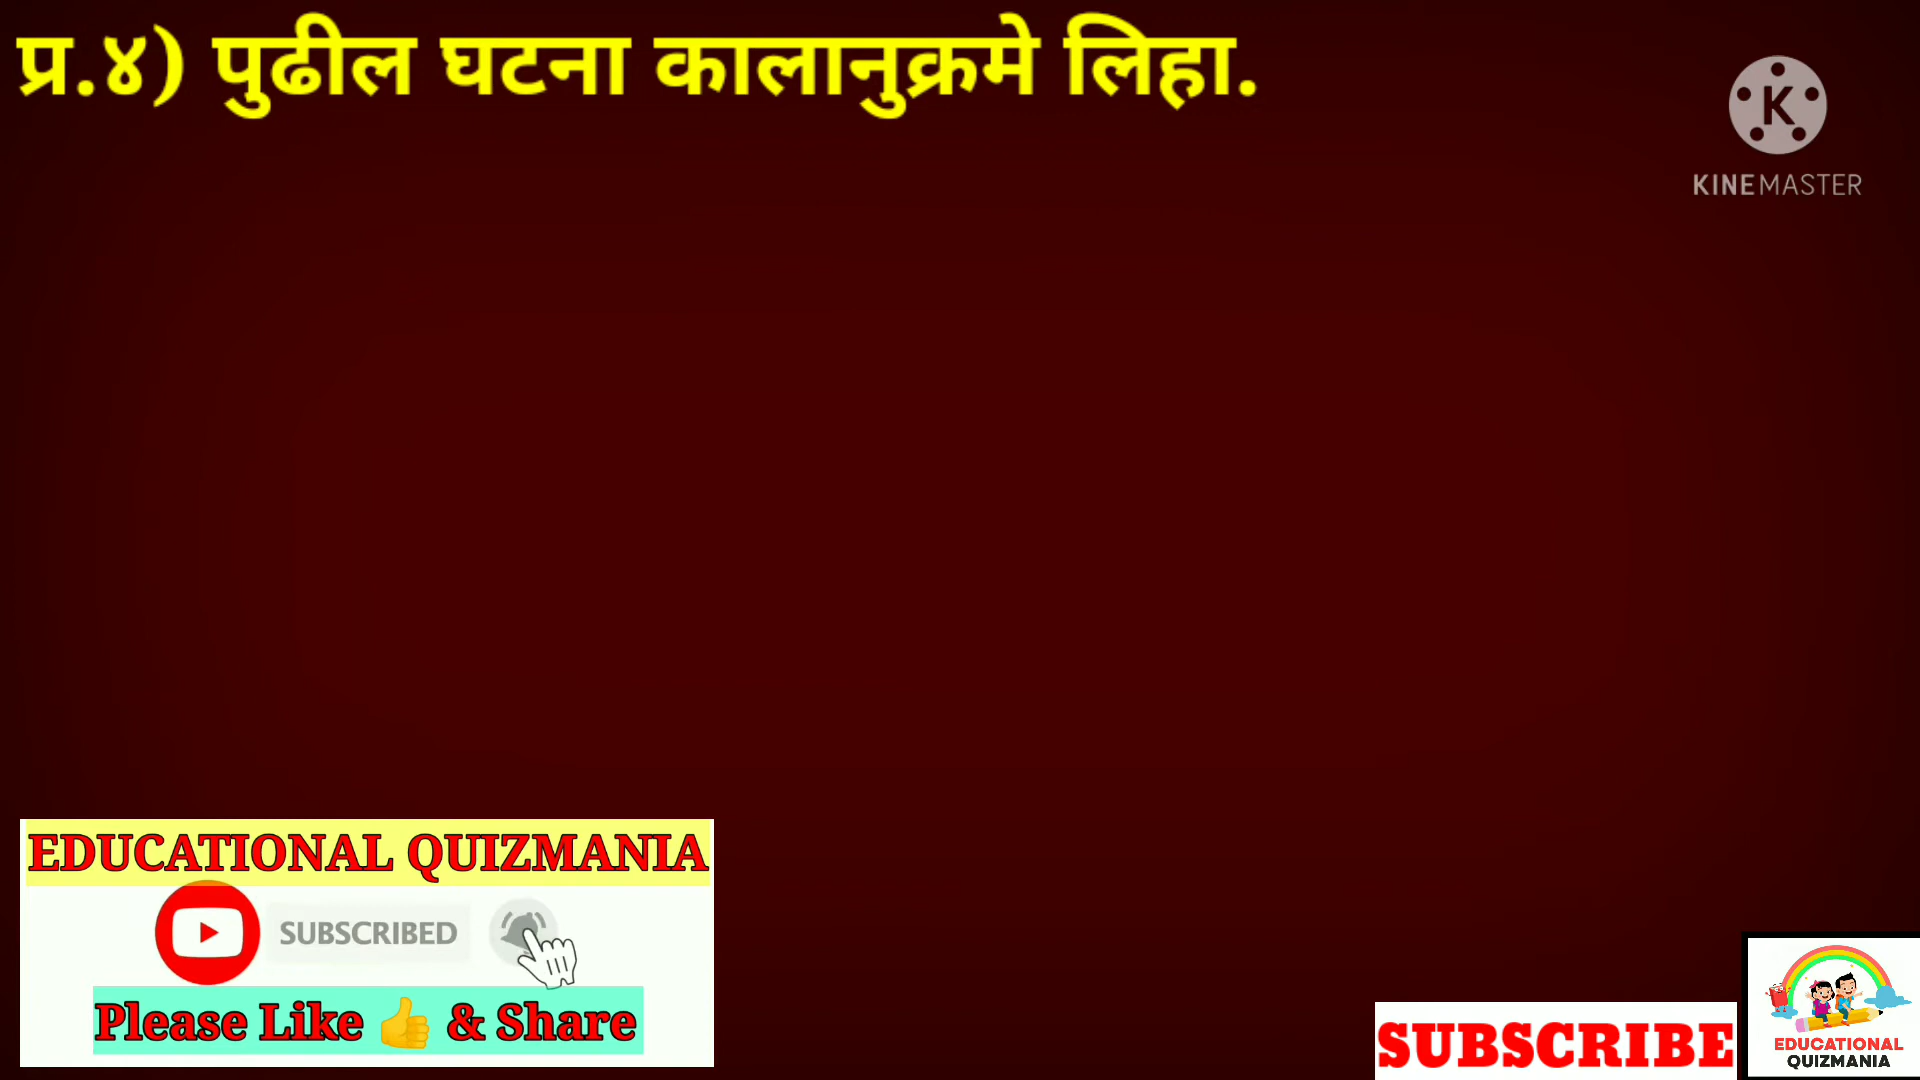 प्र.४) पुढील घटना कालानुक्रमे लिहा.
K
KINEMASTER
EDUCATIONAL QUIZMANIA
SUBSCRIBED
Please Like 👍 & Share
SUBSCRIBE
EDUCATIONAL
QUIZMANIA